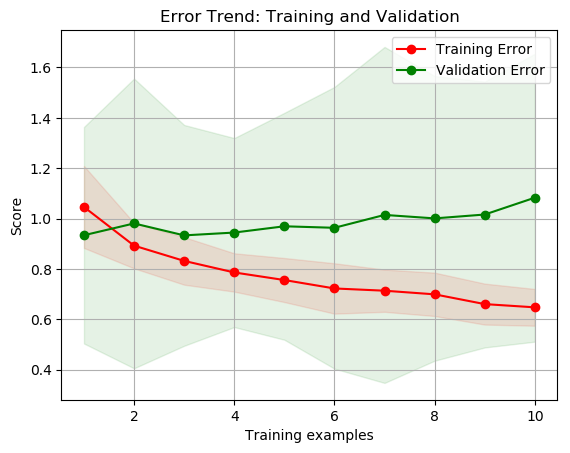 Error Trend: Training and Validation
Training Error
Validation Error
Score
1.6
1.4
1.2
1.0
0.8
0.6
0.4
2 4 6 8 10
Training examples